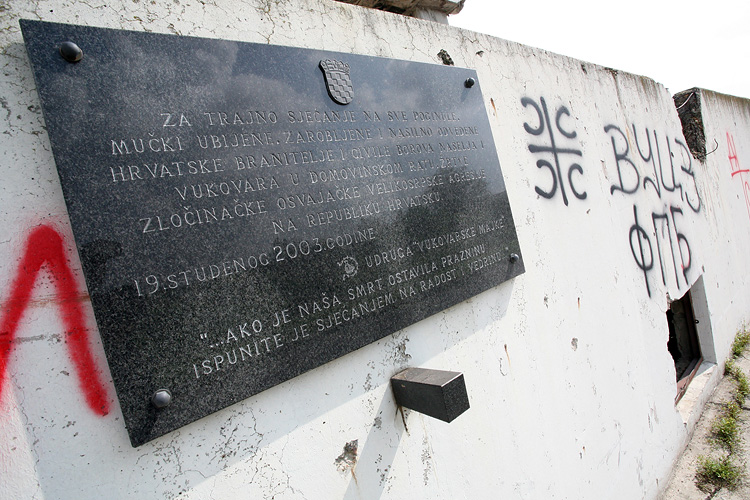 ZA TRAJNO SJEĆANJE NA SVE POGINULE,
MUČKI UBIJENE, ZAROBLJENE I NASILNO ODVEDENE
HRVATSKE BRANITELJE I CIVILE BOROVA NASELJA I
VUKOVARA U DOMOVINSKOM RATU, ŽRTVE
ZLOČINAČKE OSVAJAČKE VELIKOSRPSKE AGRESIJE
NA REPUBLIKU HRVATSKU.
19. STUDENOG 2003. GODINE
UDRUGA "VUKOVARSKE MAJKE"
"...AKO JE NAŠA SMRT OSTAVILA PRAZNINU
ISPUNITE JE SJEĆANJEM NA RADOST I VEDRINU..."
ВУЦЗ
ФПБ